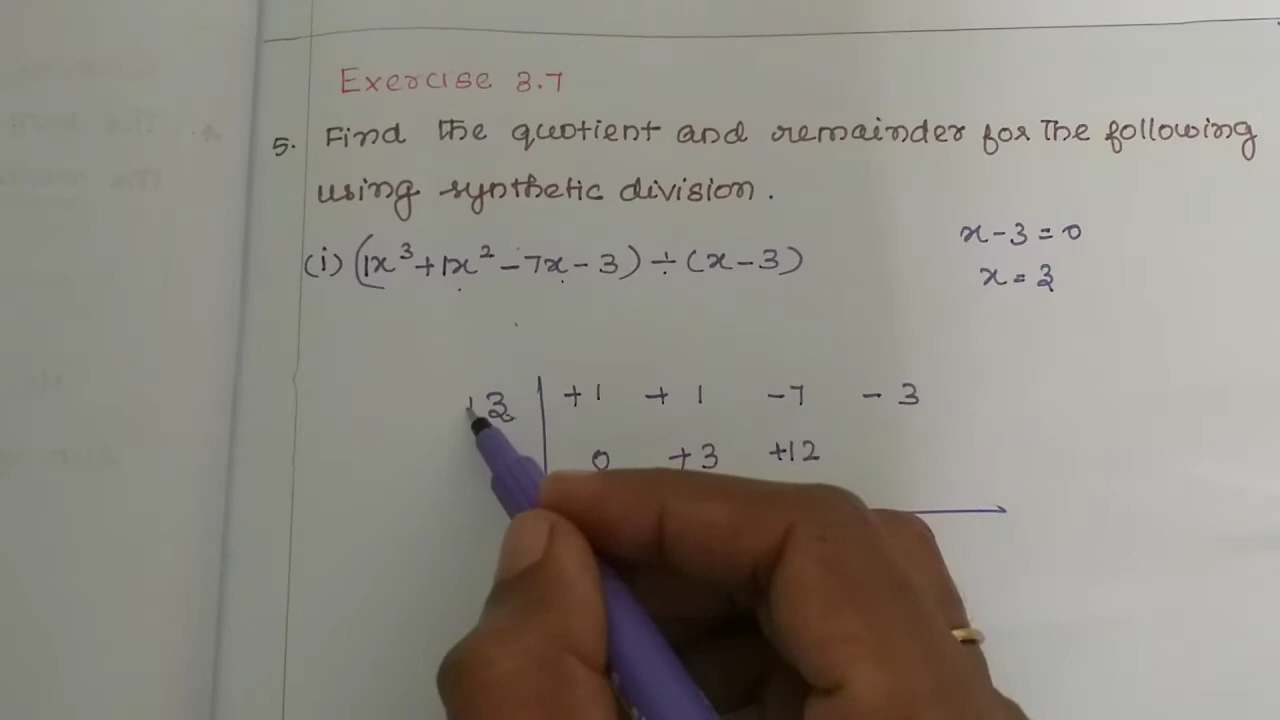 Exercise 3.7
5. Find the quotient and remainder for the following
using synthetic division.
(i) (1x³ + 1x² - 7x - 3) ÷ (x - 3)
x - 3 = 0
x = 3
+3 | +1 + 1 - 7 - 3
0 + 3 + 12